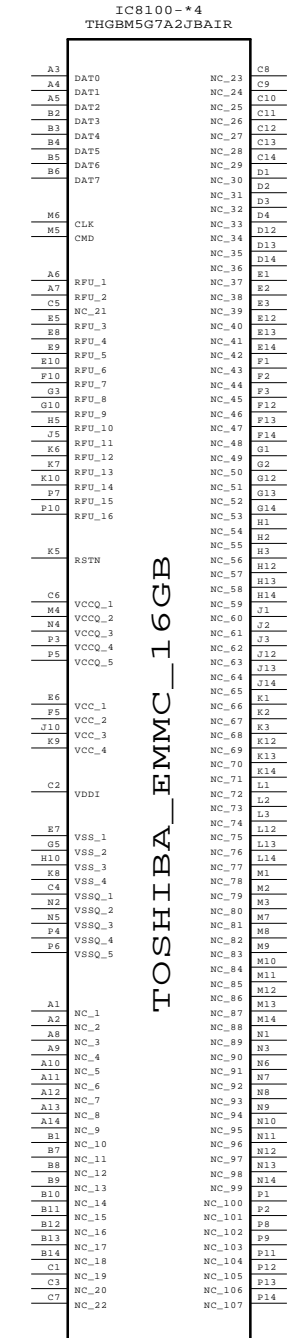 IC8100-*4
THGBM5G7A2JBAIR
A3 DAT0
A4 DAT1
A5 DAT2
B2 DAT3
B3 DAT4
B4 DAT5
B5 DAT6
B6 DAT7
M6 CLK
M5 CMD
A6 RFU_1
A7 RFU_2
C5 NC_21
E5 RFU_3
E8 RFU_4
E9 RFU_5
E10 RFU_6
F10 RFU_7
G3 RFU_8
G10 RFU_9
H5 RFU_10
J5 RFU_11
K6 RFU_12
K7 RFU_13
K10 RFU_14
P7 RFU_15
P10 RFU_16
K5 RSTN
C6 VCCQ_1
M4 VCCQ_2
N4 VCCQ_3
P3 VCCQ_4
P5 VCCQ_5
E6 VCC_1
F5 VCC_2
J10 VCC_3
K9 VCC_4
C2 VDDI
E7 VSS_1
G5 VSS_2
H10 VSS_3
K8 VSS_4
C4 VSSQ_1
N2 VSSQ_2
N5 VSSQ_3
P4 VSSQ_4
P6 VSSQ_5
A1 NC_1
A2 NC_2
A8 NC_3
A9 NC_4
A10 NC_5
A11 NC_6
A12 NC_7
A13 NC_8
A14 NC_9
B1 NC_10
B7 NC_11
B8 NC_12
B9 NC_13
B10 NC_14
B11 NC_15
B12 NC_16
B13 NC_17
B14 NC_18
C1 NC_19
C3 NC_20
C7 NC_22
TOSHIBA_EMMC_16GB
NC_23 C8
NC_24 C9
NC_25 C10
NC_26 C11
NC_27 C12
NC_28 C13
NC_29 C14
NC_30 D1
NC_31 D2
NC_32 D3
NC_33 D4
NC_34 D12
NC_35 D13
NC_36 D14
NC_37 E1
NC_38 E2
NC_39 E3
NC_40 E12
NC_41 E13
NC_42 E14
NC_43 F1
NC_44 F2
NC_45 F3
NC_46 F12
NC_47 F13
NC_48 F14
NC_49 G1
NC_50 G2
NC_51 G12
NC_52 G13
NC_53 G14
NC_54 H1
NC_55 H2
NC_56 H3
NC_57 H12
NC_58 H13
NC_59 H14
NC_60 J1
NC_61 J2
NC_62 J3
NC_63 J12
NC_64 J13
NC_65 J14
NC_66 K1
NC_67 K2
NC_68 K3
NC_69 K12
NC_70 K13
NC_71 K14
NC_72 L1
NC_73 L2
NC_74 L3
NC_75 L12
NC_76 L13
NC_77 L14
NC_78 M1
NC_79 M2
NC_80 M3
NC_81 M7
NC_82 M8
NC_83 M9
NC_84 M10
NC_85 M11
NC_86 M12
NC_87 M13
NC_88 M14
NC_89 N1
NC_90 N3
NC_91 N6
NC_92 N7
NC_93 N8
NC_94 N9
NC_95 N10
NC_96 N11
NC_97 N12
NC_98 N13
NC_99 N14
NC_100 P1
NC_101 P2
NC_102 P8
NC_103 P9
NC_104 P11
NC_105 P12
NC_106 P13
NC_107 P14